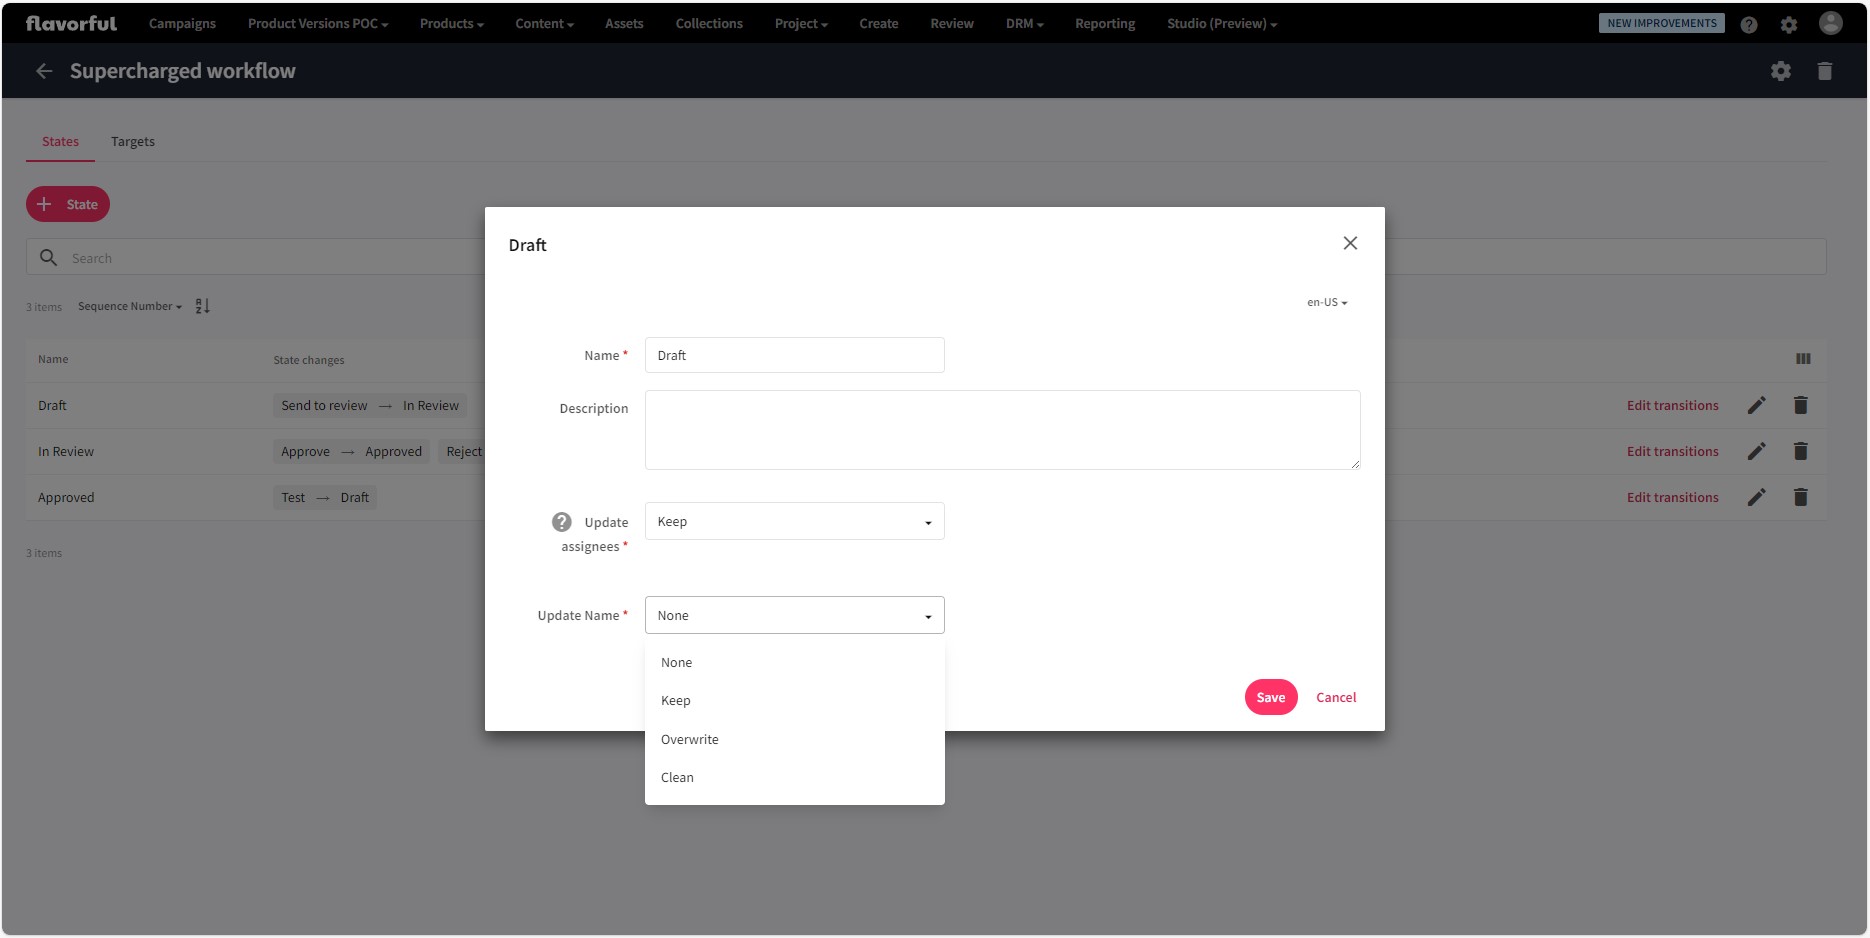 flavorful Campaigns Product Versions POC Products Content Assets Collections Project Create Review DRM Reporting Studio (Preview) NEW IMPROVEMENTS
Supercharged workflow
States Targets
State
Search
3 items Sequence Number
Name State changes
Draft Send to review → In Review Edit transitions
In Review Approve → Approved Reject Edit transitions
Approved Test → Draft Edit transitions
3 items
Draft
en-US
Name * Draft
Description
Update assignees * Keep
Update Name * None
None
Keep
Overwrite
Clean
Save Cancel